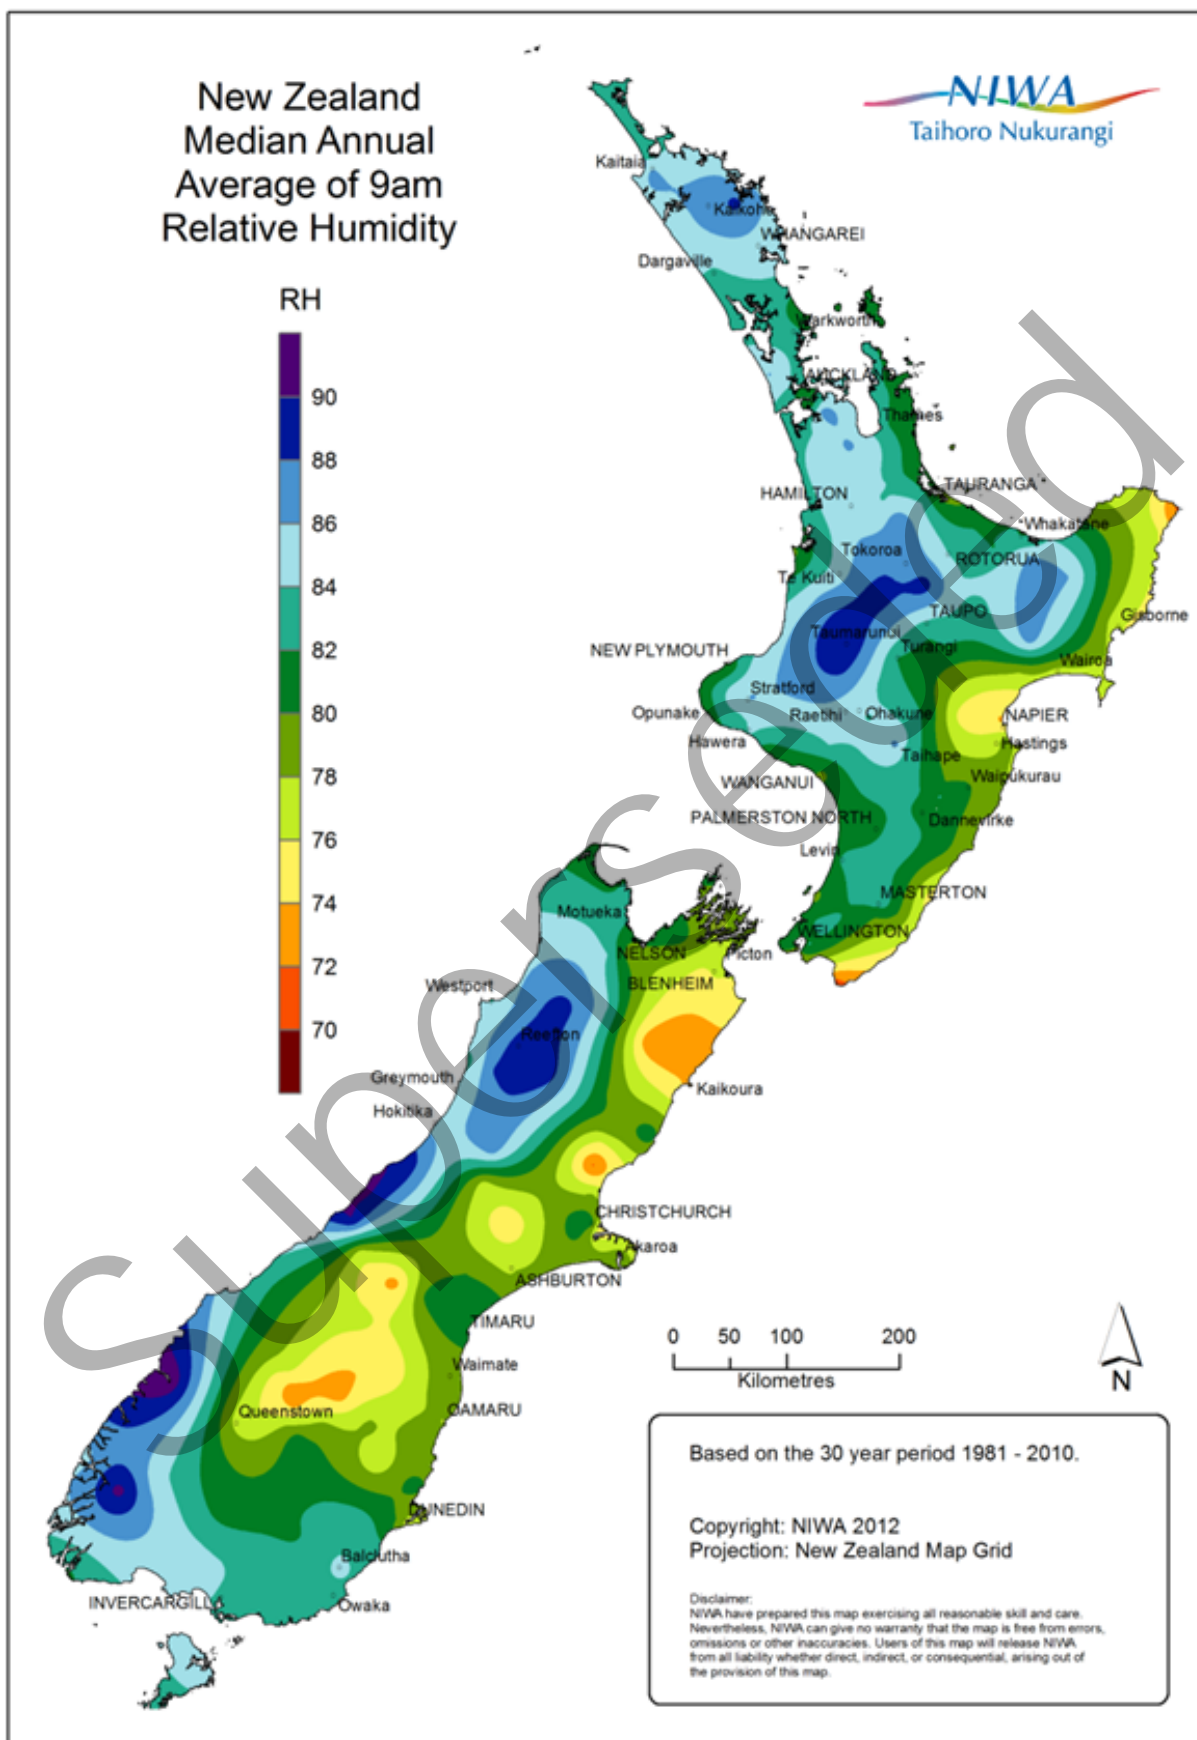 New Zealand
Median Annual
Average of 9am
Relative Humidity
NIWA
Taihoro Nukurangi
RH
90
88
86
84
82
80
78
76
74
72
70
Kaitaia
Kaikohe
WHANGAREI
Dargaville
Warkworth
AUCKLAND
Thames
HAMILTON
TAURANGA
Whakatane
Tokoroa
ROTORUA
Te Kuiti
TAUPO
Gisborne
Taumarunui
Turangi
NEW PLYMOUTH
Wairoa
Stratford
Opunake
Raetihi
Ohakune
NAPIER
Hawera
Taihape
Hastings
WANGANUI
Waipukurau
PALMERSTON NORTH
Dannevirke
Levin
MASTERTON
Motueka
WELLINGTON
NELSON
Picton
Westport
BLENHEIM
Reefton
Greymouth
Kaikoura
Hokitika
CHRISTCHURCH
Akaroa
ASHBURTON
TIMARU
Waimate
Queenstown
OAMARU
DUNEDIN
Balclutha
INVERCARGILL
Owaka
Superseded
0 50 100 200
Kilometres
N
Based on the 30 year period 1981 - 2010.
Copyright: NIWA 2012
Projection: New Zealand Map Grid
Disclaimer:
NIWA have prepared this map exercising all reasonable skill and care.
Nevertheless, NIWA can give no warranty that the map is free from errors,
omissions or other inaccuracies. Users of this map will release NIWA
from all liability whether direct, indirect, or consequential, arising out of
the provision of this map.